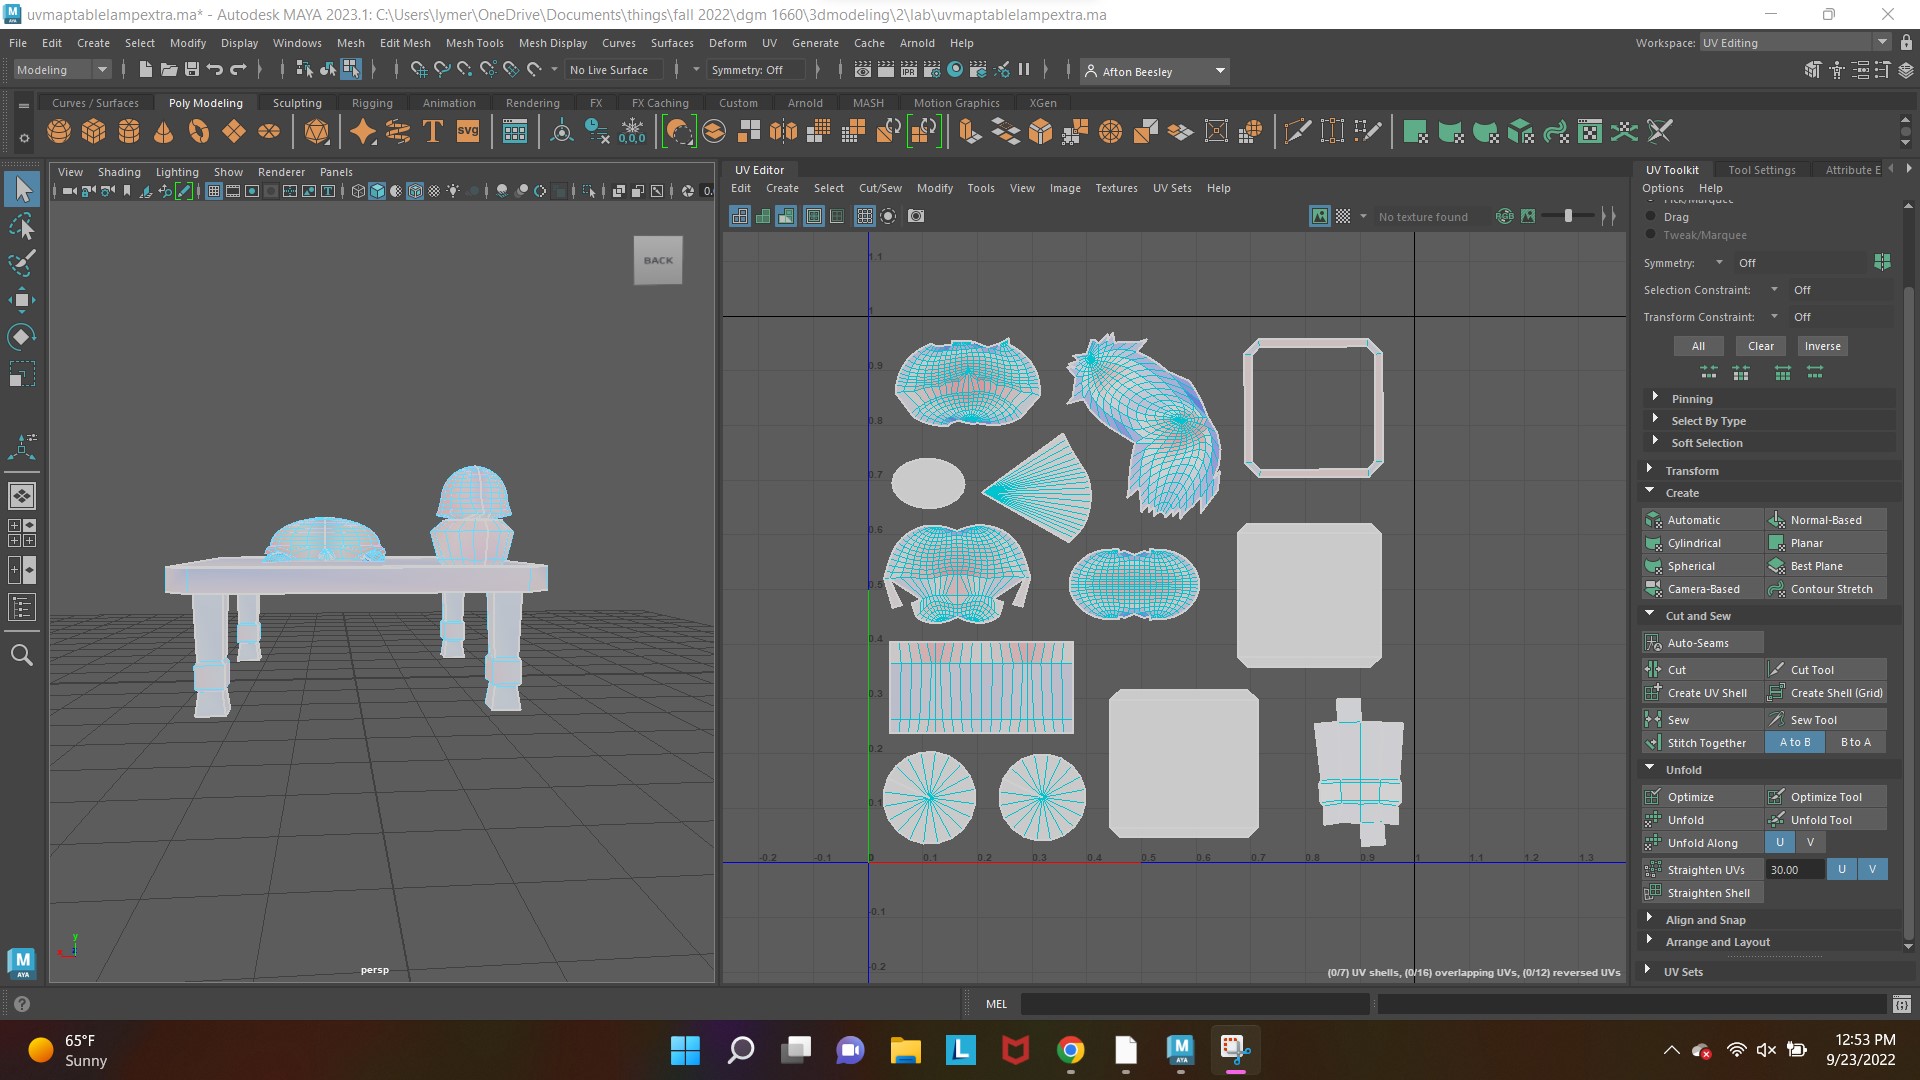 uvmaptablelampextra.ma* - Autodesk MAYA 2023.1: C:\Users\lymer\OneDrive\Documents\things\fall 2022\dgm 1660\3dmodeling\2\lab\uvmaptablelampextra.ma
File Edit Create Select Modify Display Windows Mesh Edit Mesh Mesh Tools Mesh Display Curves Surfaces Deform UV Generate Cache Arnold Help Workspace: UV Editing
Modeling No Live Surface Symmetry: Off IPR Afton Beesley
Curves / Surfaces Poly Modeling Sculpting Rigging Animation Rendering FX FX Caching Custom Arnold MASH Motion Graphics XGen
T svg 0,0,0
View Shading Lighting Show Renderer Panels
BACK
persp
y
UV Editor
Edit Create Select Cut/Sew Modify Tools View Image Textures UV Sets Help
No texture found
1.1
1
0.9
0.8
0.7
0.6
0.5
0.4
0.3
0.2
0.1
-0.2 -0.1 0 0.1 0.2 0.3 0.4 0.5 0.6 0.7 0.8 0.9 1 1.1 1.2 1.3
-0.1
-0.2
(0/7) UV shells, (0/16) overlapping UVs, (0/12) reversed UVs
UV Toolkit Tool Settings Attribute E
Options Help
Pick/Marquee
Drag
Tweak/Marquee
Symmetry: Off
Selection Constraint: Off
Transform Constraint: Off
All Clear Inverse
Pinning
Select By Type
Soft Selection
Transform
Create
Automatic Normal-Based
Cylindrical Planar
Spherical Best Plane
Camera-Based Contour Stretch
Cut and Sew
Auto-Seams
Cut Cut Tool
Create UV Shell Create Shell (Grid)
Sew Sew Tool
Stitch Together A to B B to A
Unfold
Optimize Optimize Tool
Unfold Unfold Tool
Unfold Along U V
Straighten UVs 30.00 U V
Straighten Shell
Align and Snap
Arrange and Layout
UV Sets
M
AYA
MEL
65°F
Sunny
12:53 PM
9/23/2022